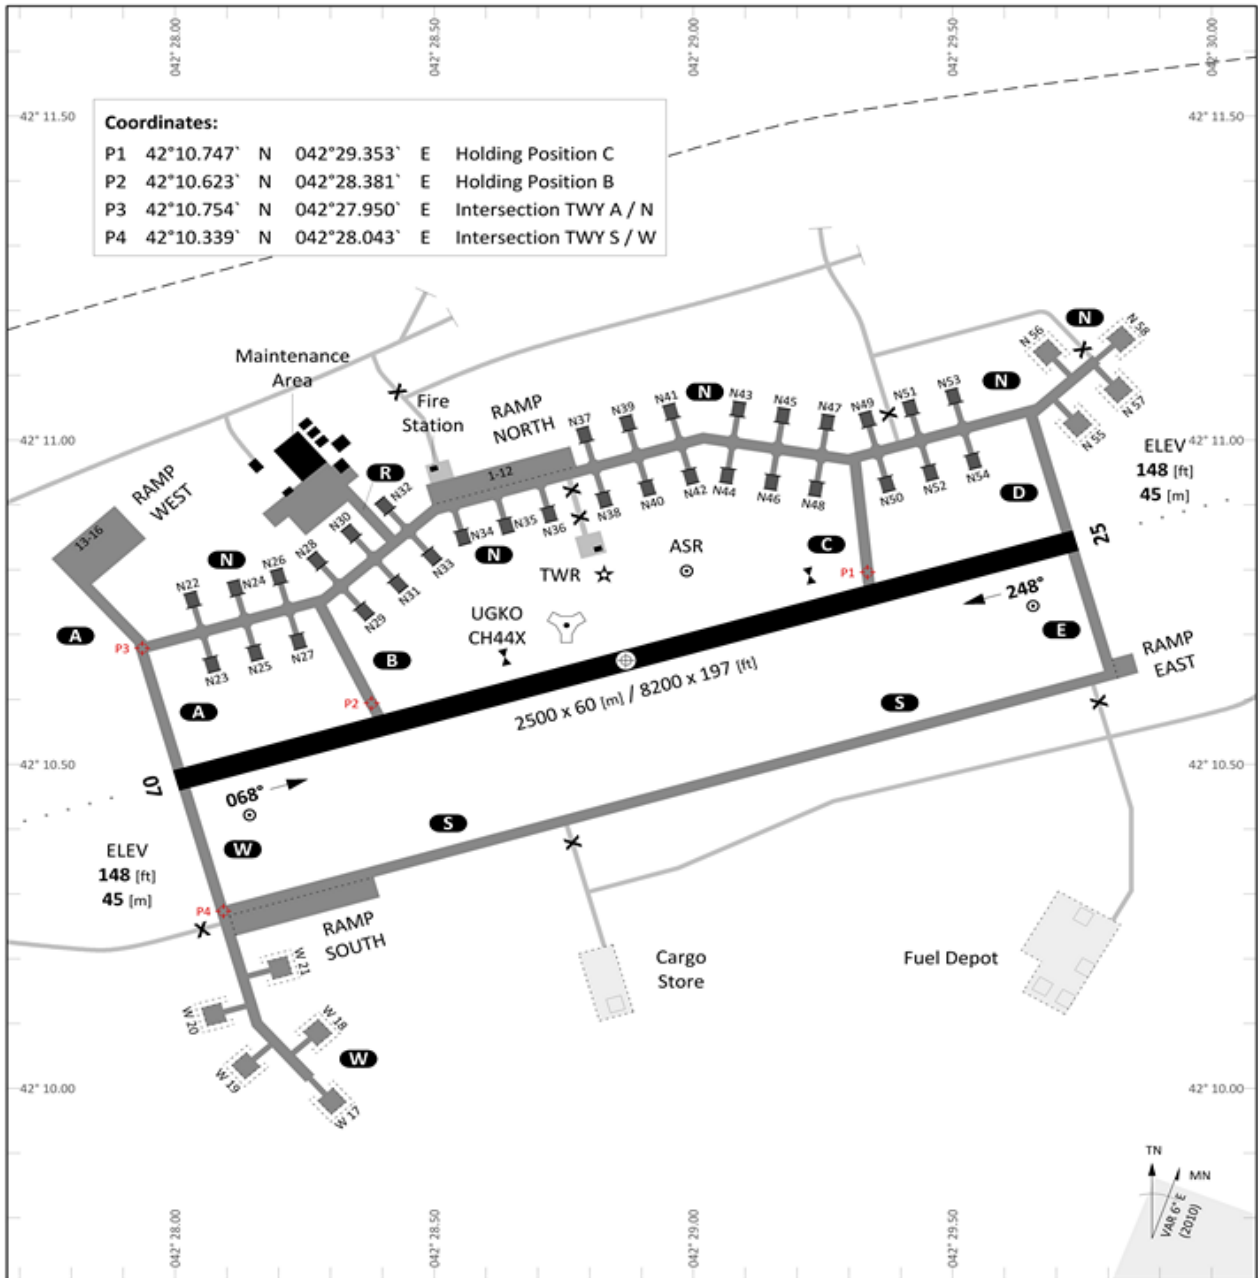 042° 28.00
042° 28.50
042° 29.00
042° 29.50
042° 30.00
42° 11.50
42° 11.50
Coordinates:
P1 42°10.747` N 042°29.353` E Holding Position C
P2 42°10.623` N 042°28.381` E Holding Position B
P3 42°10.754` N 042°27.950` E Intersection TWY A / N
P4 42°10.339` N 042°28.043` E Intersection TWY S / W
Maintenance
Area
Fire
Station
RAMP
NORTH
RAMP
WEST
N
N 56
N 58
N 57
N 55
N
N
N37
N39
N41
N43
N45
N47
N49
N51
N53
42° 11.00
42° 11.00
ELEV
148 [ft]
45 [m]
R
1-12
13-16
N32
N30
N28
N26
N24
N22
N
N34
N35
N36
N38
N40
N42
N44
N46
N48
N50
N52
N54
D
N33
N31
N29
N27
N25
N23
N
TWR
ASR
C
P1
25
248°
UGKO
CH44X
A
P3
B
P2
A
E
RAMP
EAST
2500 x 60 [m] / 8200 x 197 [ft]
S
42° 10.50
42° 10.50
07
068°
S
W
ELEV
148 [ft]
45 [m]
P4
RAMP
SOUTH
W 21
W 20
W 18
W 19
W 17
W
Cargo
Store
Fuel Depot
42° 10.00
42° 10.00
TN
MN
VAR 6° E
(2010)
042° 28.00
042° 28.50
042° 29.00
042° 29.50